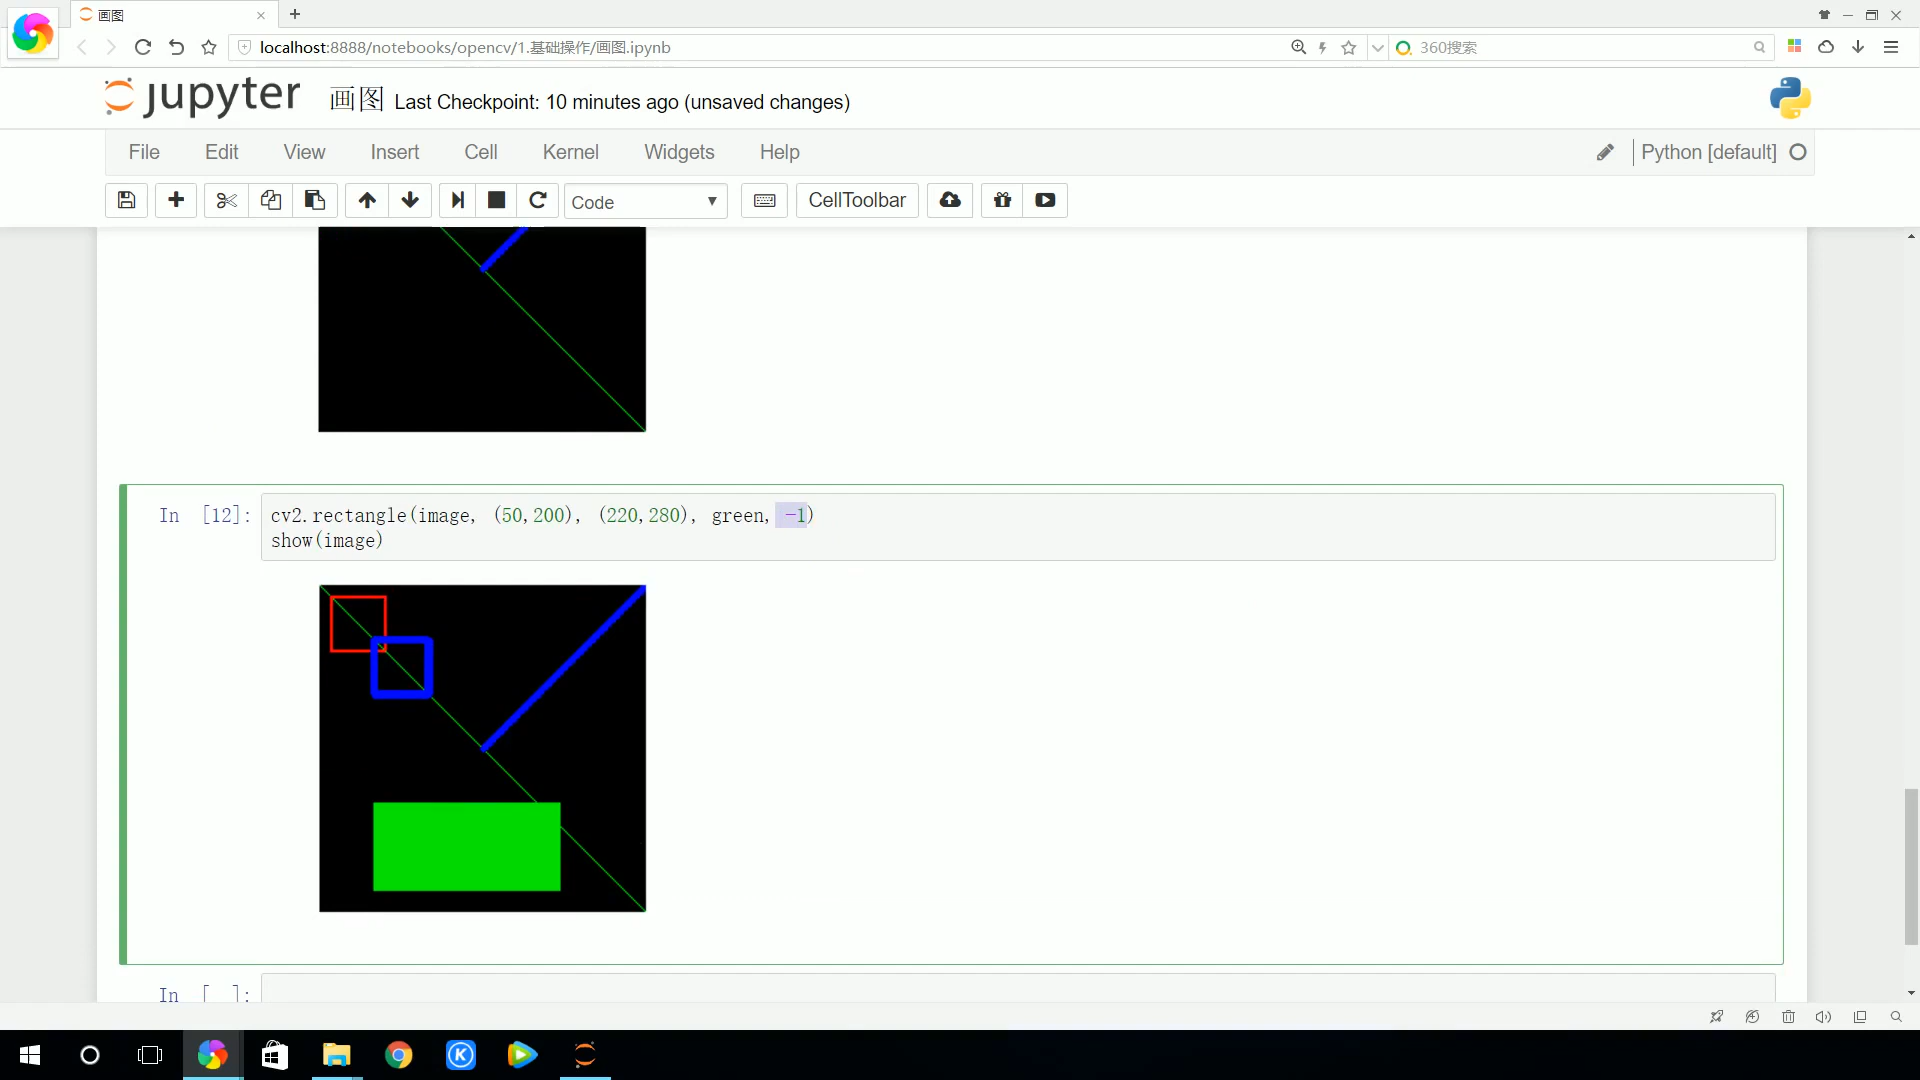 画图
localhost:8888/notebooks/opencv/1.基础操作/画图.ipynb
360搜索
jupyter 画图 Last Checkpoint: 10 minutes ago (unsaved changes)
File Edit View Insert Cell Kernel Widgets Help
Python [default]
Code
CellToolbar
In [12]: cv2.rectangle(image, (50,200), (220,280), green, -1)
show(image)
In [ ]: